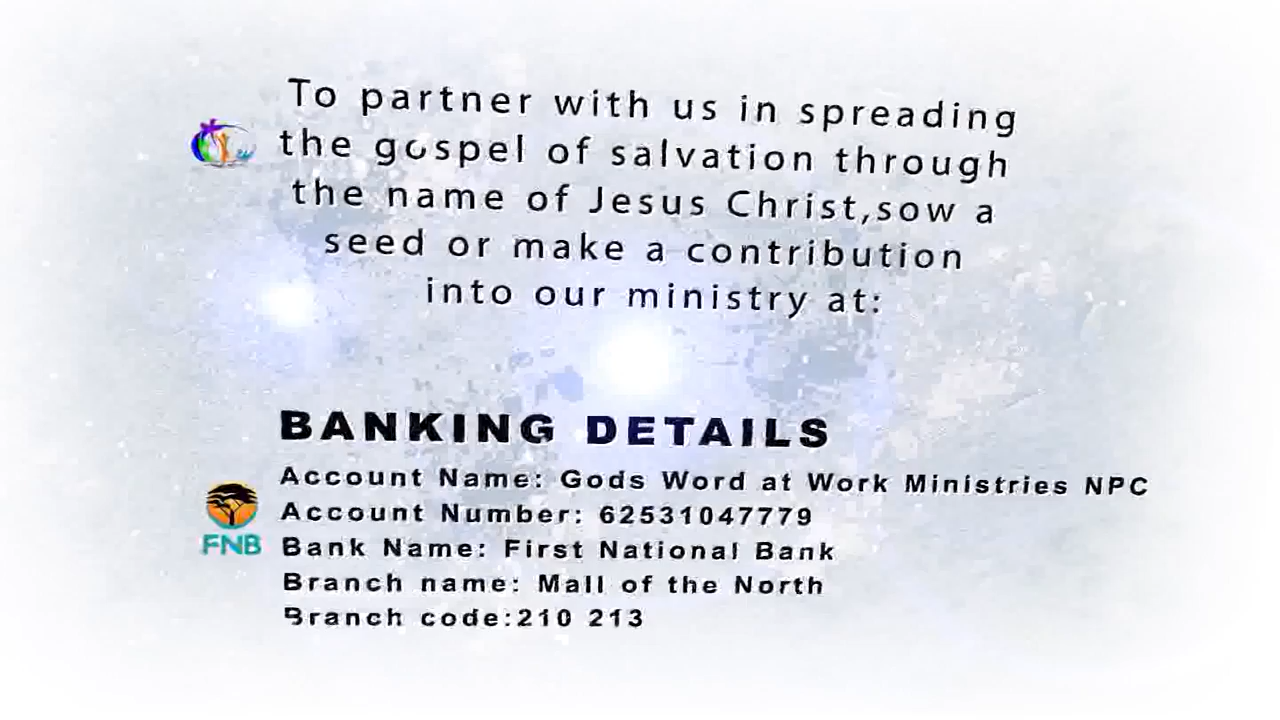 To partner with us in spreading
the gospel of salvation through
the name of Jesus Christ,sow a
seed or make a contribution
into our ministry at:
BANKING DETAILS
Account Name: Gods Word at Work Ministries NPC
Account Number: 62531047779
FNB
Bank Name: First National Bank
Branch name: Mall of the North
Branch code:210 213